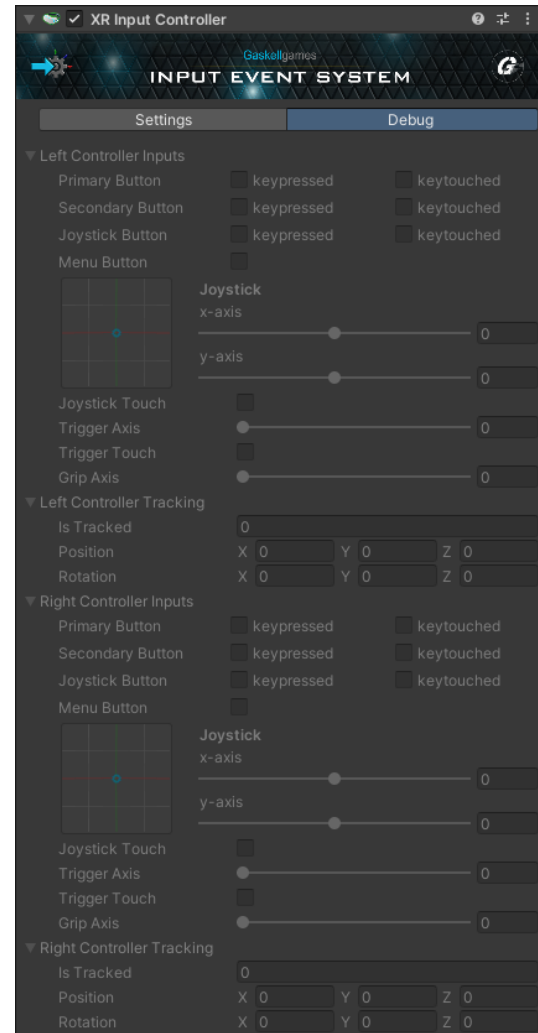 XR Input Controller
Gaskellgames
INPUT EVENT SYSTEM
G
Settings Debug
Left Controller Inputs
Primary Button keypressed keytouched
Secondary Button keypressed keytouched
Joystick Button keypressed keytouched
Menu Button
Joystick
x-axis
0
y-axis
0
Joystick Touch
Trigger Axis 0
Trigger Touch
Grip Axis 0
Left Controller Tracking
Is Tracked 0
Position X 0 Y 0 Z 0
Rotation X 0 Y 0 Z 0
Right Controller Inputs
Primary Button keypressed keytouched
Secondary Button keypressed keytouched
Joystick Button keypressed keytouched
Menu Button
Joystick
x-axis
0
y-axis
0
Joystick Touch
Trigger Axis 0
Trigger Touch
Grip Axis 0
Right Controller Tracking
Is Tracked 0
Position X 0 Y 0 Z 0
Rotation X 0 Y 0 Z 0